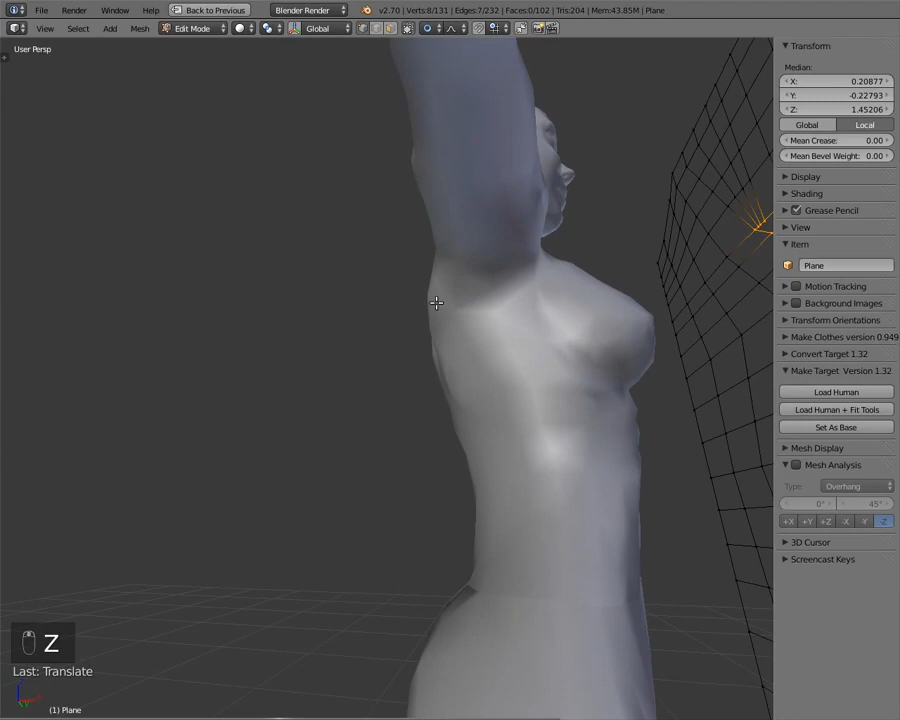 File Render Window Help Back to Previous Blender Render v2.70 | Verts:8/131 | Edges:7/232 | Faces:0/102 | Tris:204 | Mem:43.85M | Plane
View Select Add Mesh Edit Mode Global
User Persp
Transform
Median:
X: 0.20877
Y: -0.22793
Z: 1.45206
Global Local
Mean Crease: 0.00
Mean Bevel Weight: 0.00
Display
Shading
Grease Pencil
View
Item
Plane
Motion Tracking
Background Images
Transform Orientations
Make Clothes version 0.949
Convert Target 1.32
Make Target Version 1.32
Load Human
Load Human + Fit Tools
Set As Base
Mesh Display
Mesh Analysis
Type: Overhang
0° 45°
+X +Y +Z -X -Y -Z
3D Cursor
Screencast Keys
Z
Last: Translate
(1) Plane